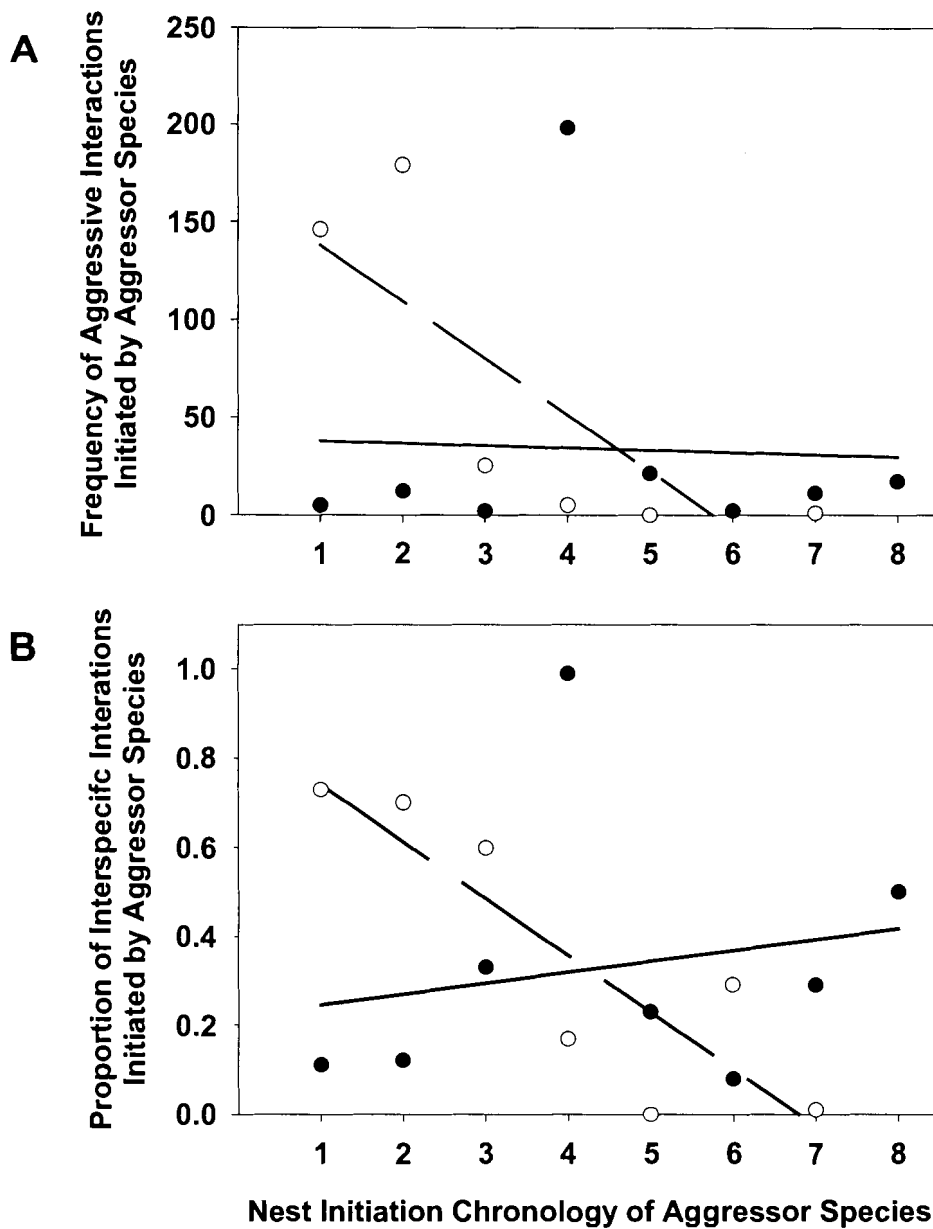 A
Frequency of Aggressive Interactions
Initiated by Aggressor Species
250
200
150
100
50
0
1 2 3 4 5 6 7 8
B
Proportion of Interspecifc Interations
Initiated by Aggressor Species
1.0
0.8
0.6
0.4
0.2
0.0
1 2 3 4 5 6 7 8
Nest Initiation Chronology of Aggressor Species